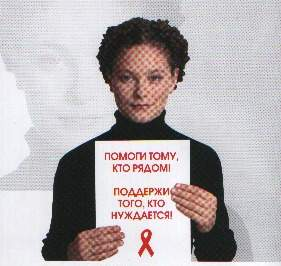 ПОМОГИ ТОМУ,
КТО РЯДОМ!
ПОДДЕРЖИ
ТОГО, КТО
НУЖДАЕТСЯ!